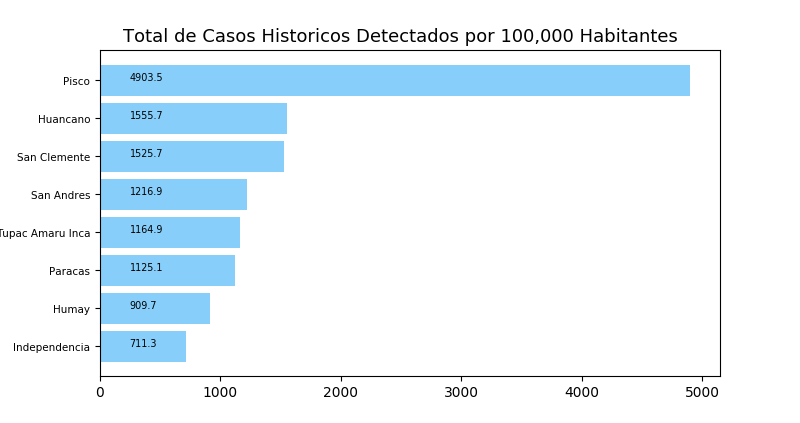 Total de Casos Historicos Detectados por 100,000 Habitantes
Pisco 4903.5
Huancano 1555.7
San Clemente 1525.7
San Andres 1216.9
Tupac Amaru Inca 1164.9
Paracas 1125.1
Humay 909.7
Independencia 711.3
0 1000 2000 3000 4000 5000